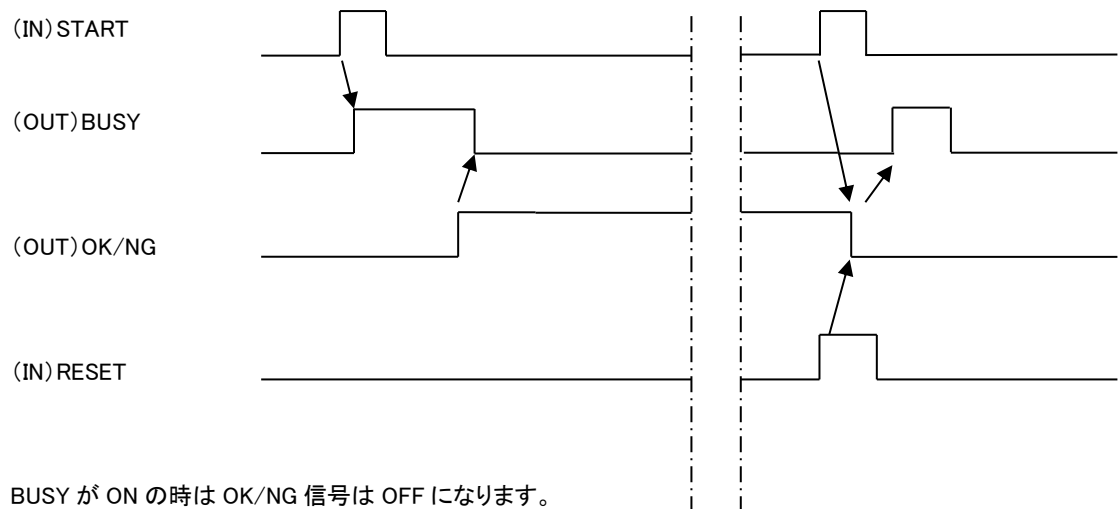 (IN)START
(OUT)BUSY
(OUT)OK/NG
(IN)RESET
BUSY が ON の時は OK/NG 信号は OFF になります。